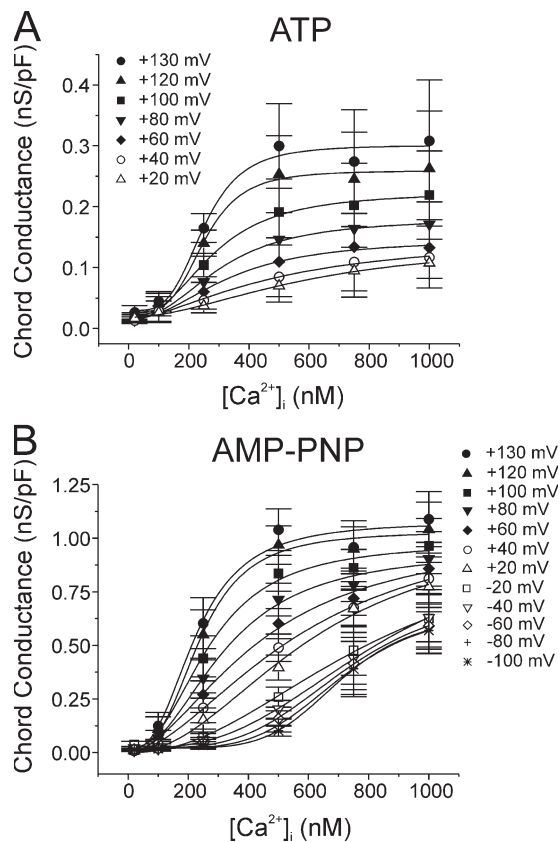 A
ATP
Chord Conductance (nS/pF)
0.4
0.3
0.2
0.1
0.0
+130 mV
+120 mV
+100 mV
+80 mV
+60 mV
+40 mV
+20 mV
0 200 400 600 800 1000
[Ca²⁺]ᵢ (nM)
B
AMP-PNP
Chord Conductance (nS/pF)
1.25
1.00
0.75
0.50
0.25
0.00
+130 mV
+120 mV
+100 mV
+80 mV
+60 mV
+40 mV
+20 mV
-20 mV
-40 mV
-60 mV
-80 mV
-100 mV
0 200 400 600 800 1000
[Ca²⁺]ᵢ (nM)